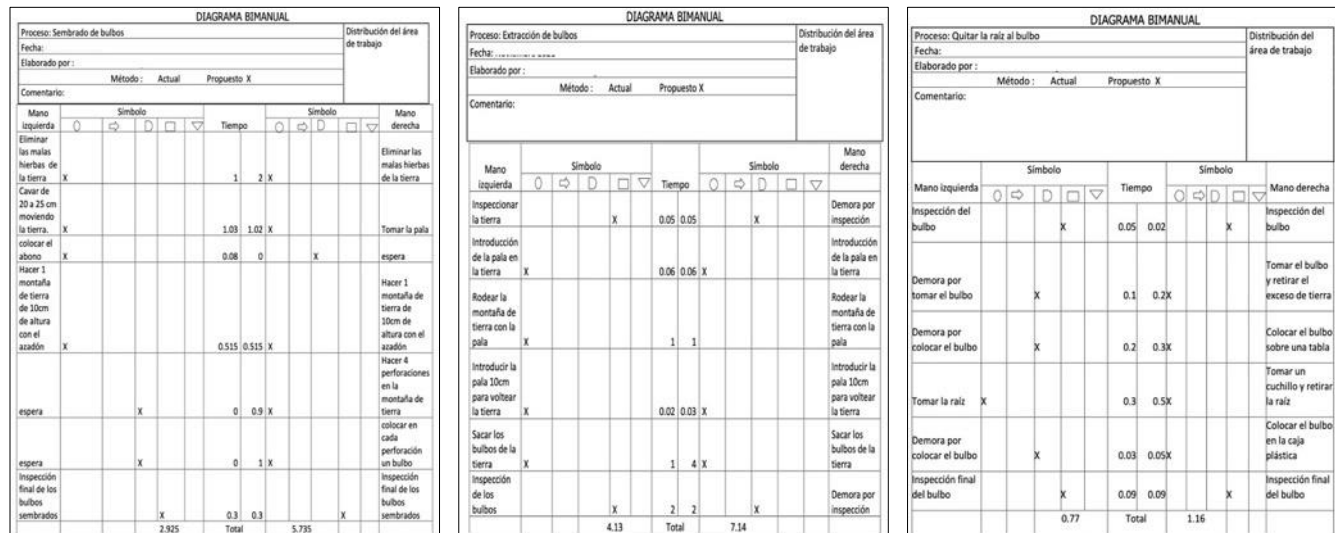 DIAGRAMA BIMANUAL
Proceso: Sembrado de bulbos
Distribución del área
de trabajo
Fecha:
Elaborado por :
Método : Actual Propuesto X
Comentario:
Mano
izquierda
Símbolo
Tiempo
Símbolo
Mano
derecha
Eliminar
las malas
hierbas de
la tierra X 1 2 X
Eliminar las
malas hierbas
de la tierra
Cavar de
20 a 25 cm
moviendo
la tierra. X 1.03 1.02 X Tomar la pala
colocar el
abono X 0.08 0 X espera
Hacer 1
montaña
de tierra
de 10cm
de altura
con el
azadón X 0.515 0.515 X
Hacer 1
montaña de
tierra de
10cm de
altura con el
azadón
espera X 0 0.9 X
Hacer 4
perforaciones
en la
montaña de
tierra
espera X 0 1 X
colocar en
cada
perforación
un bulbo
Inspección
final de los
bulbos
sembrados X 0.3 0.3 X
Inspección
final de los
bulbos
sembrados
2.925 Total 5.735
DIAGRAMA BIMANUAL
Proceso: Extracción de bulbos
Distribución del área
de trabajo
Fecha:
Elaborado por :
Método : Actual Propuesto X
Comentario:
Mano
izquierda
Símbolo
Tiempo
Símbolo
Mano
derecha
Inspeccionar
la tierra X 0.05 0.05 X
Demora por
inspección
Introducción
de la pala en
la tierra X 0.06 0.06 X
Introducción
de la pala en
la tierra
Rodear la
montaña de
tierra con la
pala X 1 1
Rodear la
montaña de
tierra con la
pala
Introducir la
pala 10cm
para voltear
la tierra X 0.02 0.03 X
Introducir la
pala 10cm
para voltear
la tierra
Sacar los
bulbos de la
tierra X 1 4 X
Sacar los
bulbos de la
tierra
Inspección
de los
bulbos X 2 2 X
Demora por
inspección
4.13 Total 7.14
DIAGRAMA BIMANUAL
Proceso: Quitar la raíz al bulbo
Distribución del
área de trabajo
Fecha:
Elaborado por :
Método : Actual Propuesto X
Comentario:
Mano izquierda
Símbolo
Tiempo
Símbolo
Mano derecha
Inspección del
bulbo X 0.05 0.02 X
Inspección del
bulbo
Demora por
tomar el bulbo X 0.1 0.2X
Tomar el bulbo
y retirar el
exceso de tierra
Demora por
colocar el bulbo X 0.2 0.3X
Colocar el bulbo
sobre una tabla
Tomar la raíz X 0.3 0.5X
Tomar un
cuchillo y retirar
la raíz
Demora por
colocar el bulbo X 0.03 0.05X
Colocar el bulbo
en la caja
plástica
Inspección final
del bulbo X 0.09 0.09 X
Inspección final
del bulbo
0.77 Total 1.16